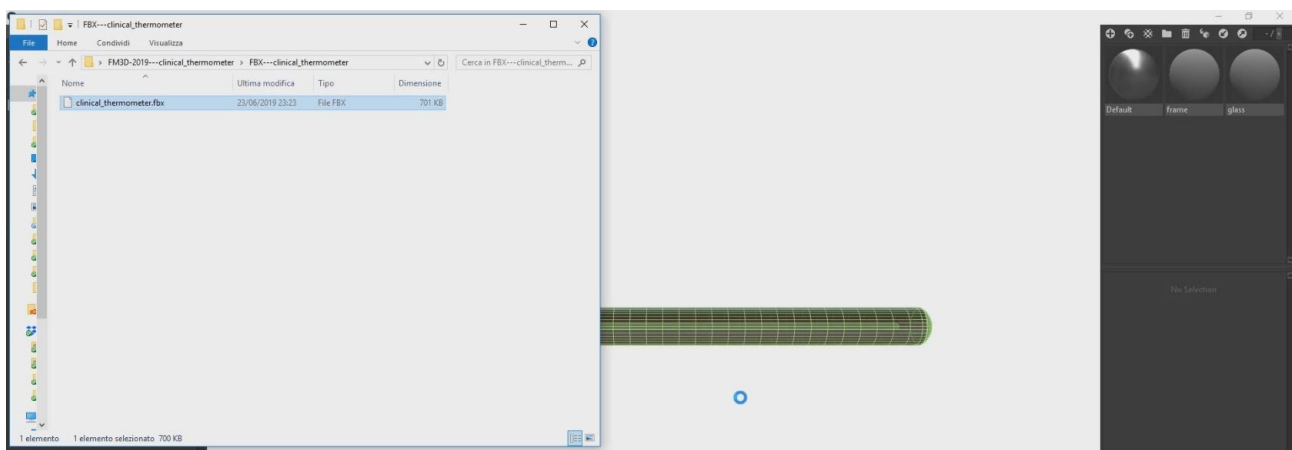 FBX---clinical_thermometer
File Home Condividi Visualizza
FM3D-2019---clinical_thermometer > FBX---clinical_thermometer
Cerca in FBX---clinical_therm...
Nome Ultima modifica Tipo Dimensione
clinical_thermometer.fbx 23/06/2019 23:23 File FBX 701 KB
1 elemento 1 elemento selezionato 700 KB
Default frame glass
No Selection